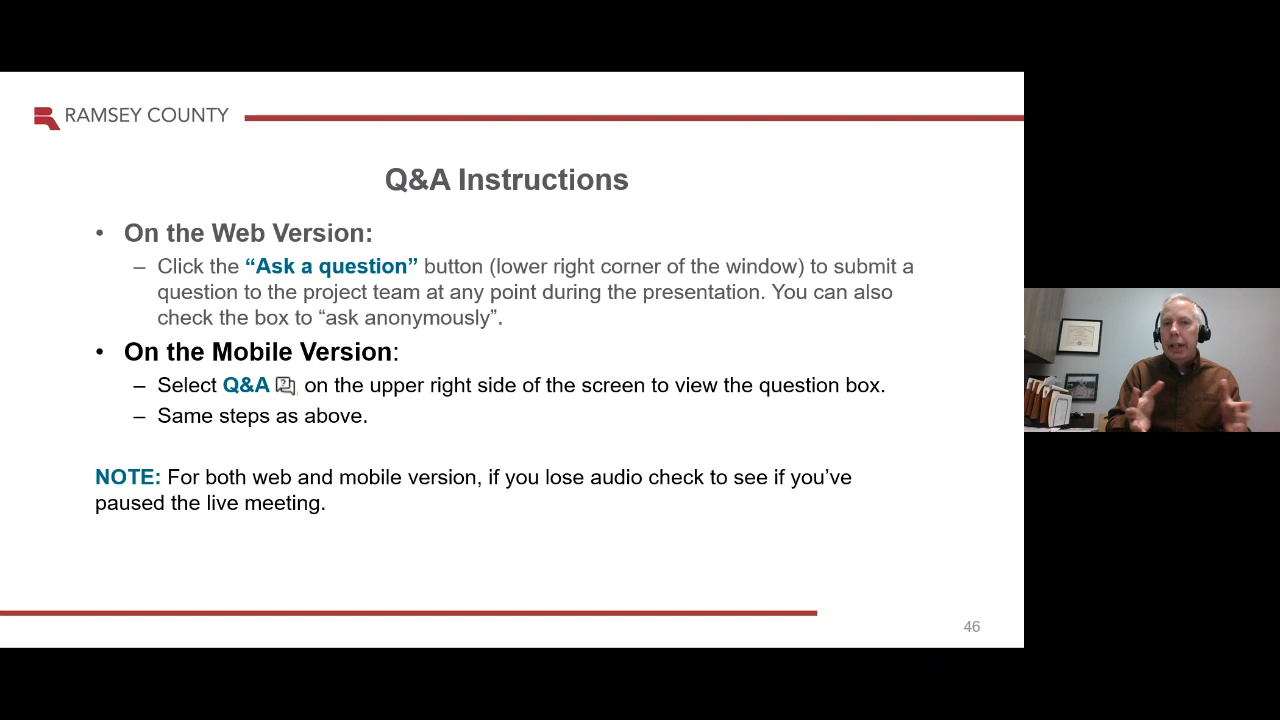 RAMSEY COUNTY
Q&A Instructions
• On the Web Version:
– Click the “Ask a question” button (lower right corner of the window) to submit a
question to the project team at any point during the presentation. You can also
check the box to “ask anonymously”.
• On the Mobile Version:
– Select Q&A on the upper right side of the screen to view the question box.
– Same steps as above.
NOTE: For both web and mobile version, if you lose audio check to see if you’ve
paused the live meeting.
46